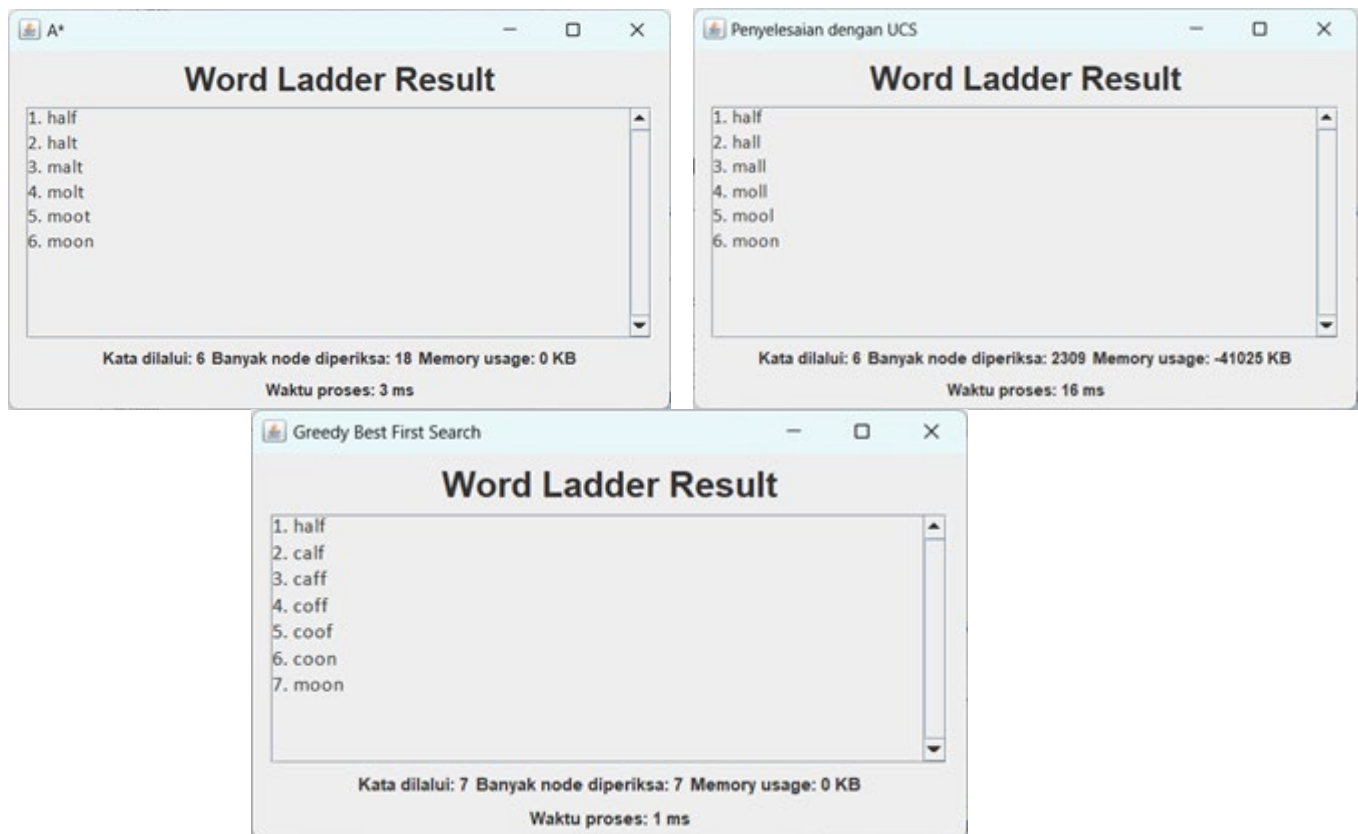 A*
Word Ladder Result
1. half
2. halt
3. malt
4. molt
5. moot
6. moon
Kata dilalui: 6 Banyak node diperiksa: 18 Memory usage: 0 KB
Waktu proses: 3 ms
Penyelesaian dengan UCS
Word Ladder Result
1. half
2. hall
3. mall
4. moll
5. mool
6. moon
Kata dilalui: 6 Banyak node diperiksa: 2309 Memory usage: -41025 KB
Waktu proses: 16 ms
Greedy Best First Search
Word Ladder Result
1. half
2. calf
3. caff
4. coff
5. coof
6. coon
7. moon
Kata dilalui: 7 Banyak node diperiksa: 7 Memory usage: 0 KB
Waktu proses: 1 ms